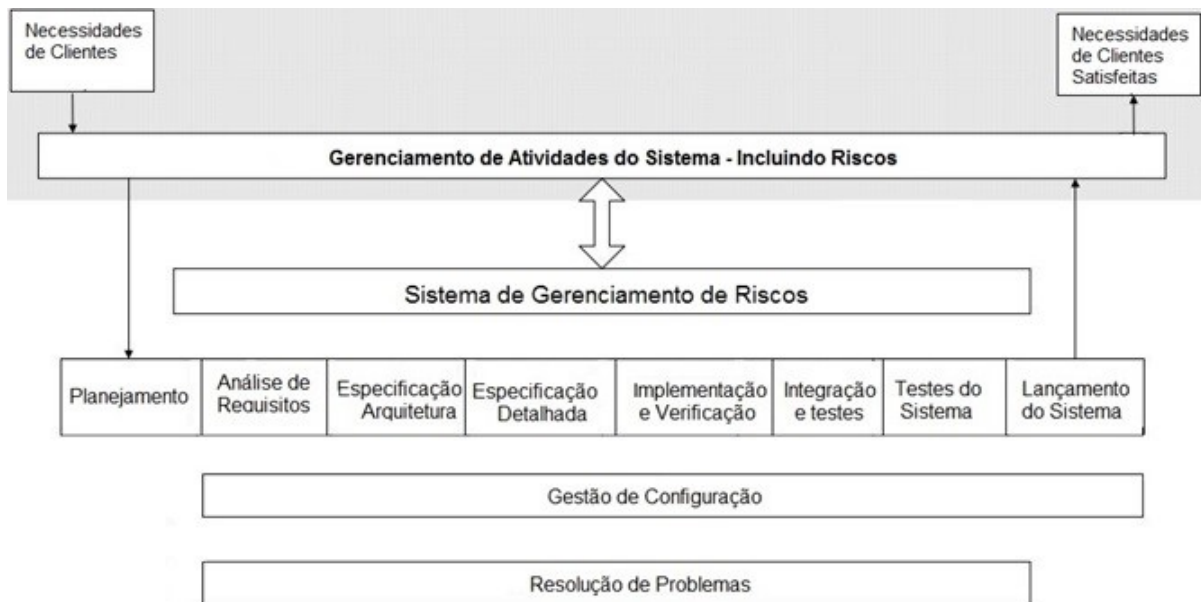 Necessidades
de Clientes
Necessidades
de Clientes
Satisfeitas
Gerenciamento de Atividades do Sistema - Incluindo Riscos
Sistema de Gerenciamento de Riscos
Planejamento
Análise de
Requisitos
Especificação
Arquitetura
Especificação
Detalhada
Implementação
e Verificação
Integração
e testes
Testes do
Sistema
Lançamento
do Sistema
Gestão de Configuração
Resolução de Problemas